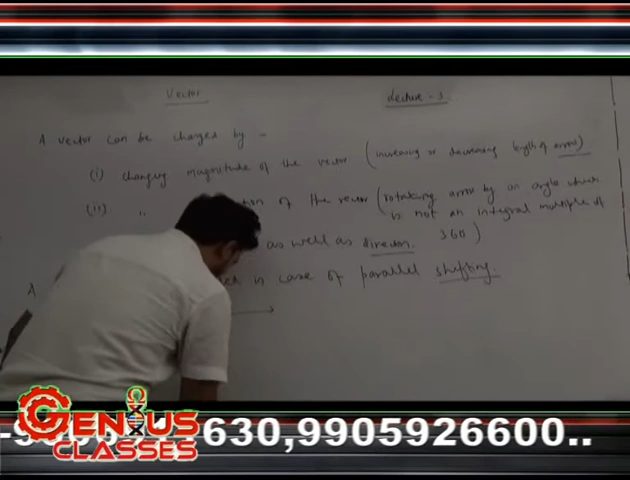 Vector
Lecture - 3
A vector can be changed by -
(i) changing magnitude of the vector (increasing or decreasing length of arrow)
(ii) " of the vector (rotating arrow by an angle which
is not an integral multiple of
360)
as well as direction.
in case of parallel shifting.
A
GENIUS
CLASSES
630,9905926600..